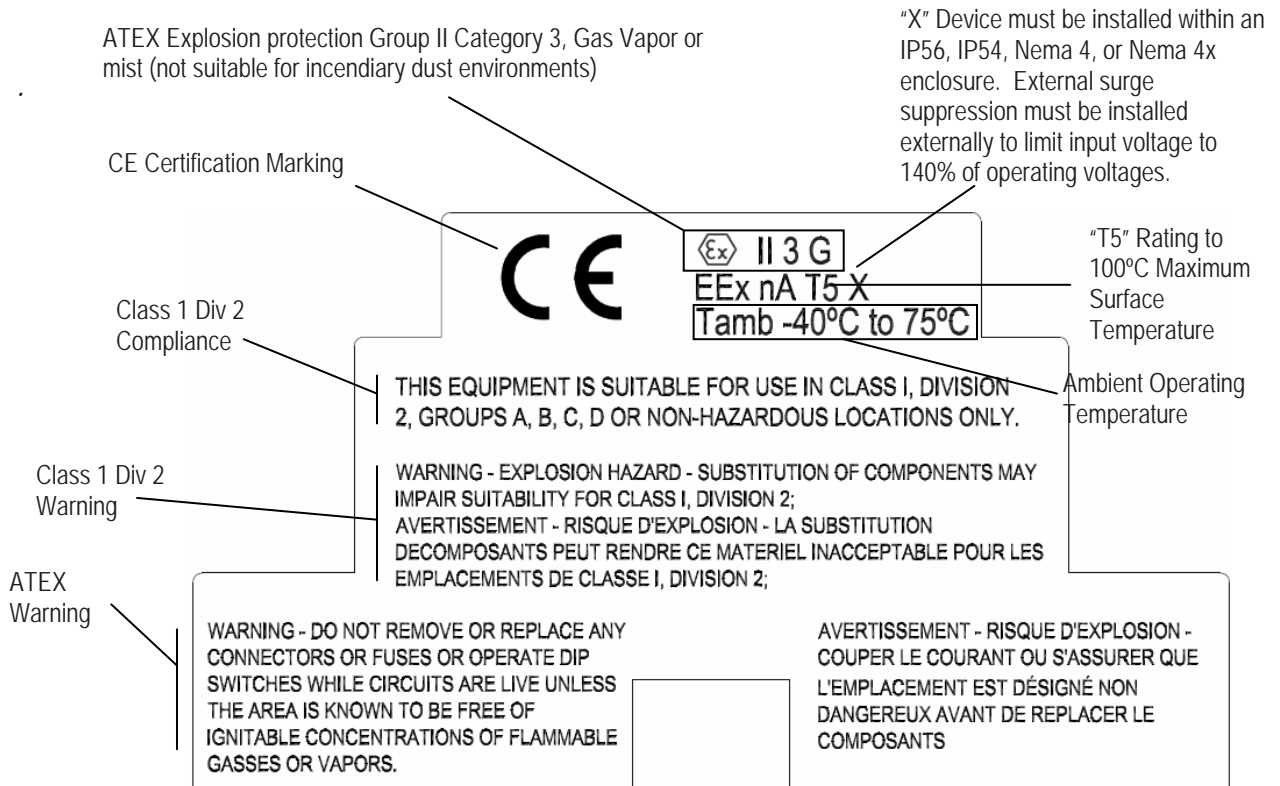 ATEX Explosion protection Group II Category 3, Gas Vapor or
mist (not suitable for incendiary dust environments)
.
"X" Device must be installed within an
IP56, IP54, Nema 4, or Nema 4x
enclosure.  External surge
suppression must be installed
externally to limit input voltage to
140% of operating voltages.
CE Certification Marking
CE
Ex II 3 G
EEx nA T5 X
Tamb -40ºC to 75ºC
"T5" Rating to
100ºC Maximum
Surface
Temperature
Ambient Operating
Temperature
Class 1 Div 2
Compliance
THIS EQUIPMENT IS SUITABLE FOR USE IN CLASS I, DIVISION
2, GROUPS A, B, C, D OR NON-HAZARDOUS LOCATIONS ONLY.
Class 1 Div 2
Warning
WARNING - EXPLOSION HAZARD - SUBSTITUTION OF COMPONENTS MAY
IMPAIR SUITABILITY FOR CLASS I, DIVISION 2;
AVERTISSEMENT - RISQUE D'EXPLOSION - LA SUBSTITUTION
DECOMPOSANTS PEUT RENDRE CE MATERIEL INACCEPTABLE POUR LES
EMPLACEMENTS DE CLASSE I, DIVISION 2;
ATEX
Warning
WARNING - DO NOT REMOVE OR REPLACE ANY
CONNECTORS OR FUSES OR OPERATE DIP
SWITCHES WHILE CIRCUITS ARE LIVE UNLESS
THE AREA IS KNOWN TO BE FREE OF
IGNITABLE CONCENTRATIONS OF FLAMMABLE
GASSES OR VAPORS.
AVERTISSEMENT - RISQUE D'EXPLOSION -
COUPER LE COURANT OU S'ASSURER QUE
L'EMPLACEMENT EST DÉSIGNÉ NON
DANGEREUX AVANT DE REPLACER LE
COMPOSANTS